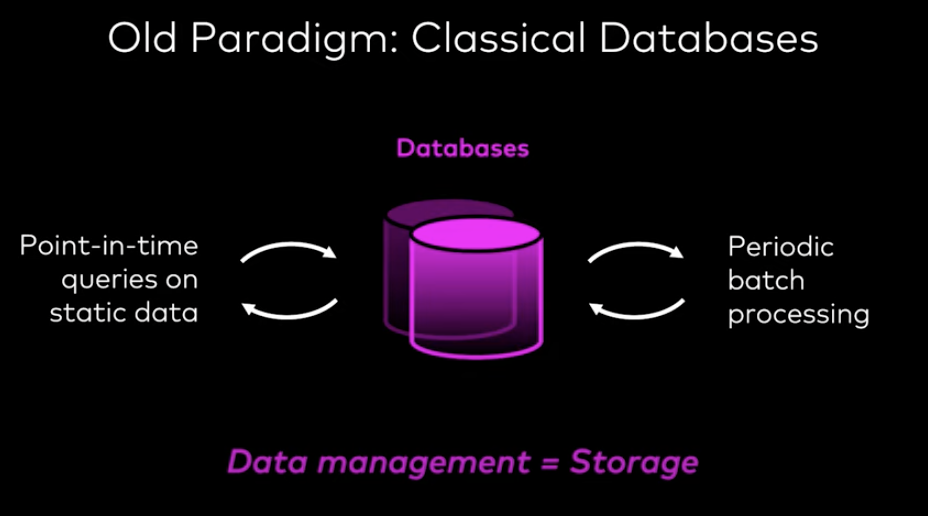 Old Paradigm: Classical Databases
Databases
Point-in-time
queries on
static data
Periodic
batch
processing
Data management = Storage